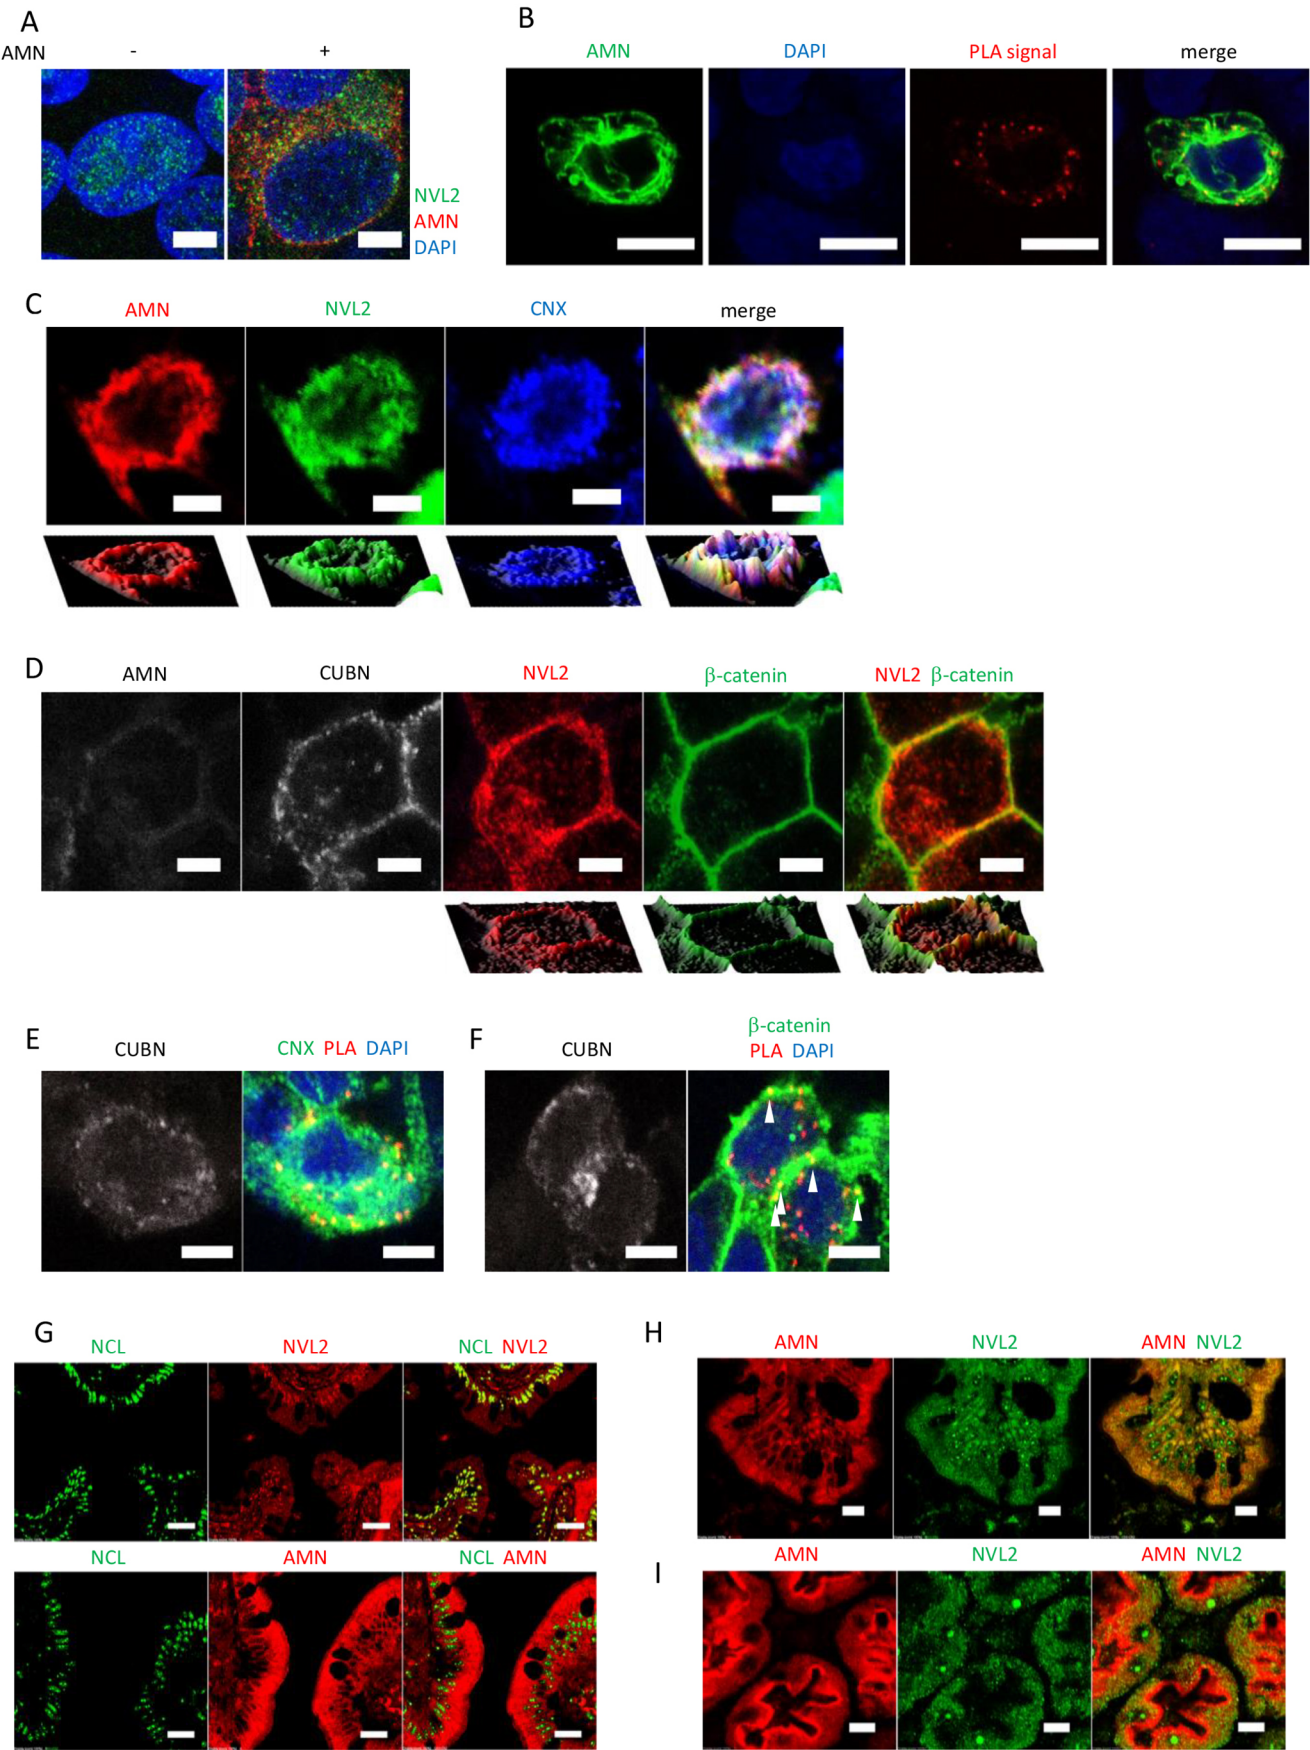 A
AMN - +
NVL2
AMN
DAPI
B
AMN DAPI PLA signal merge
C
AMN NVL2 CNX merge
D
AMN CUBN NVL2 β-catenin NVL2 β-catenin
E
CUBN CNX PLA DAPI
F
CUBN β-catenin
PLA DAPI
G
NCL NVL2 NCL NVL2
NCL AMN NCL AMN
H
AMN NVL2 AMN NVL2
I
AMN NVL2 AMN NVL2